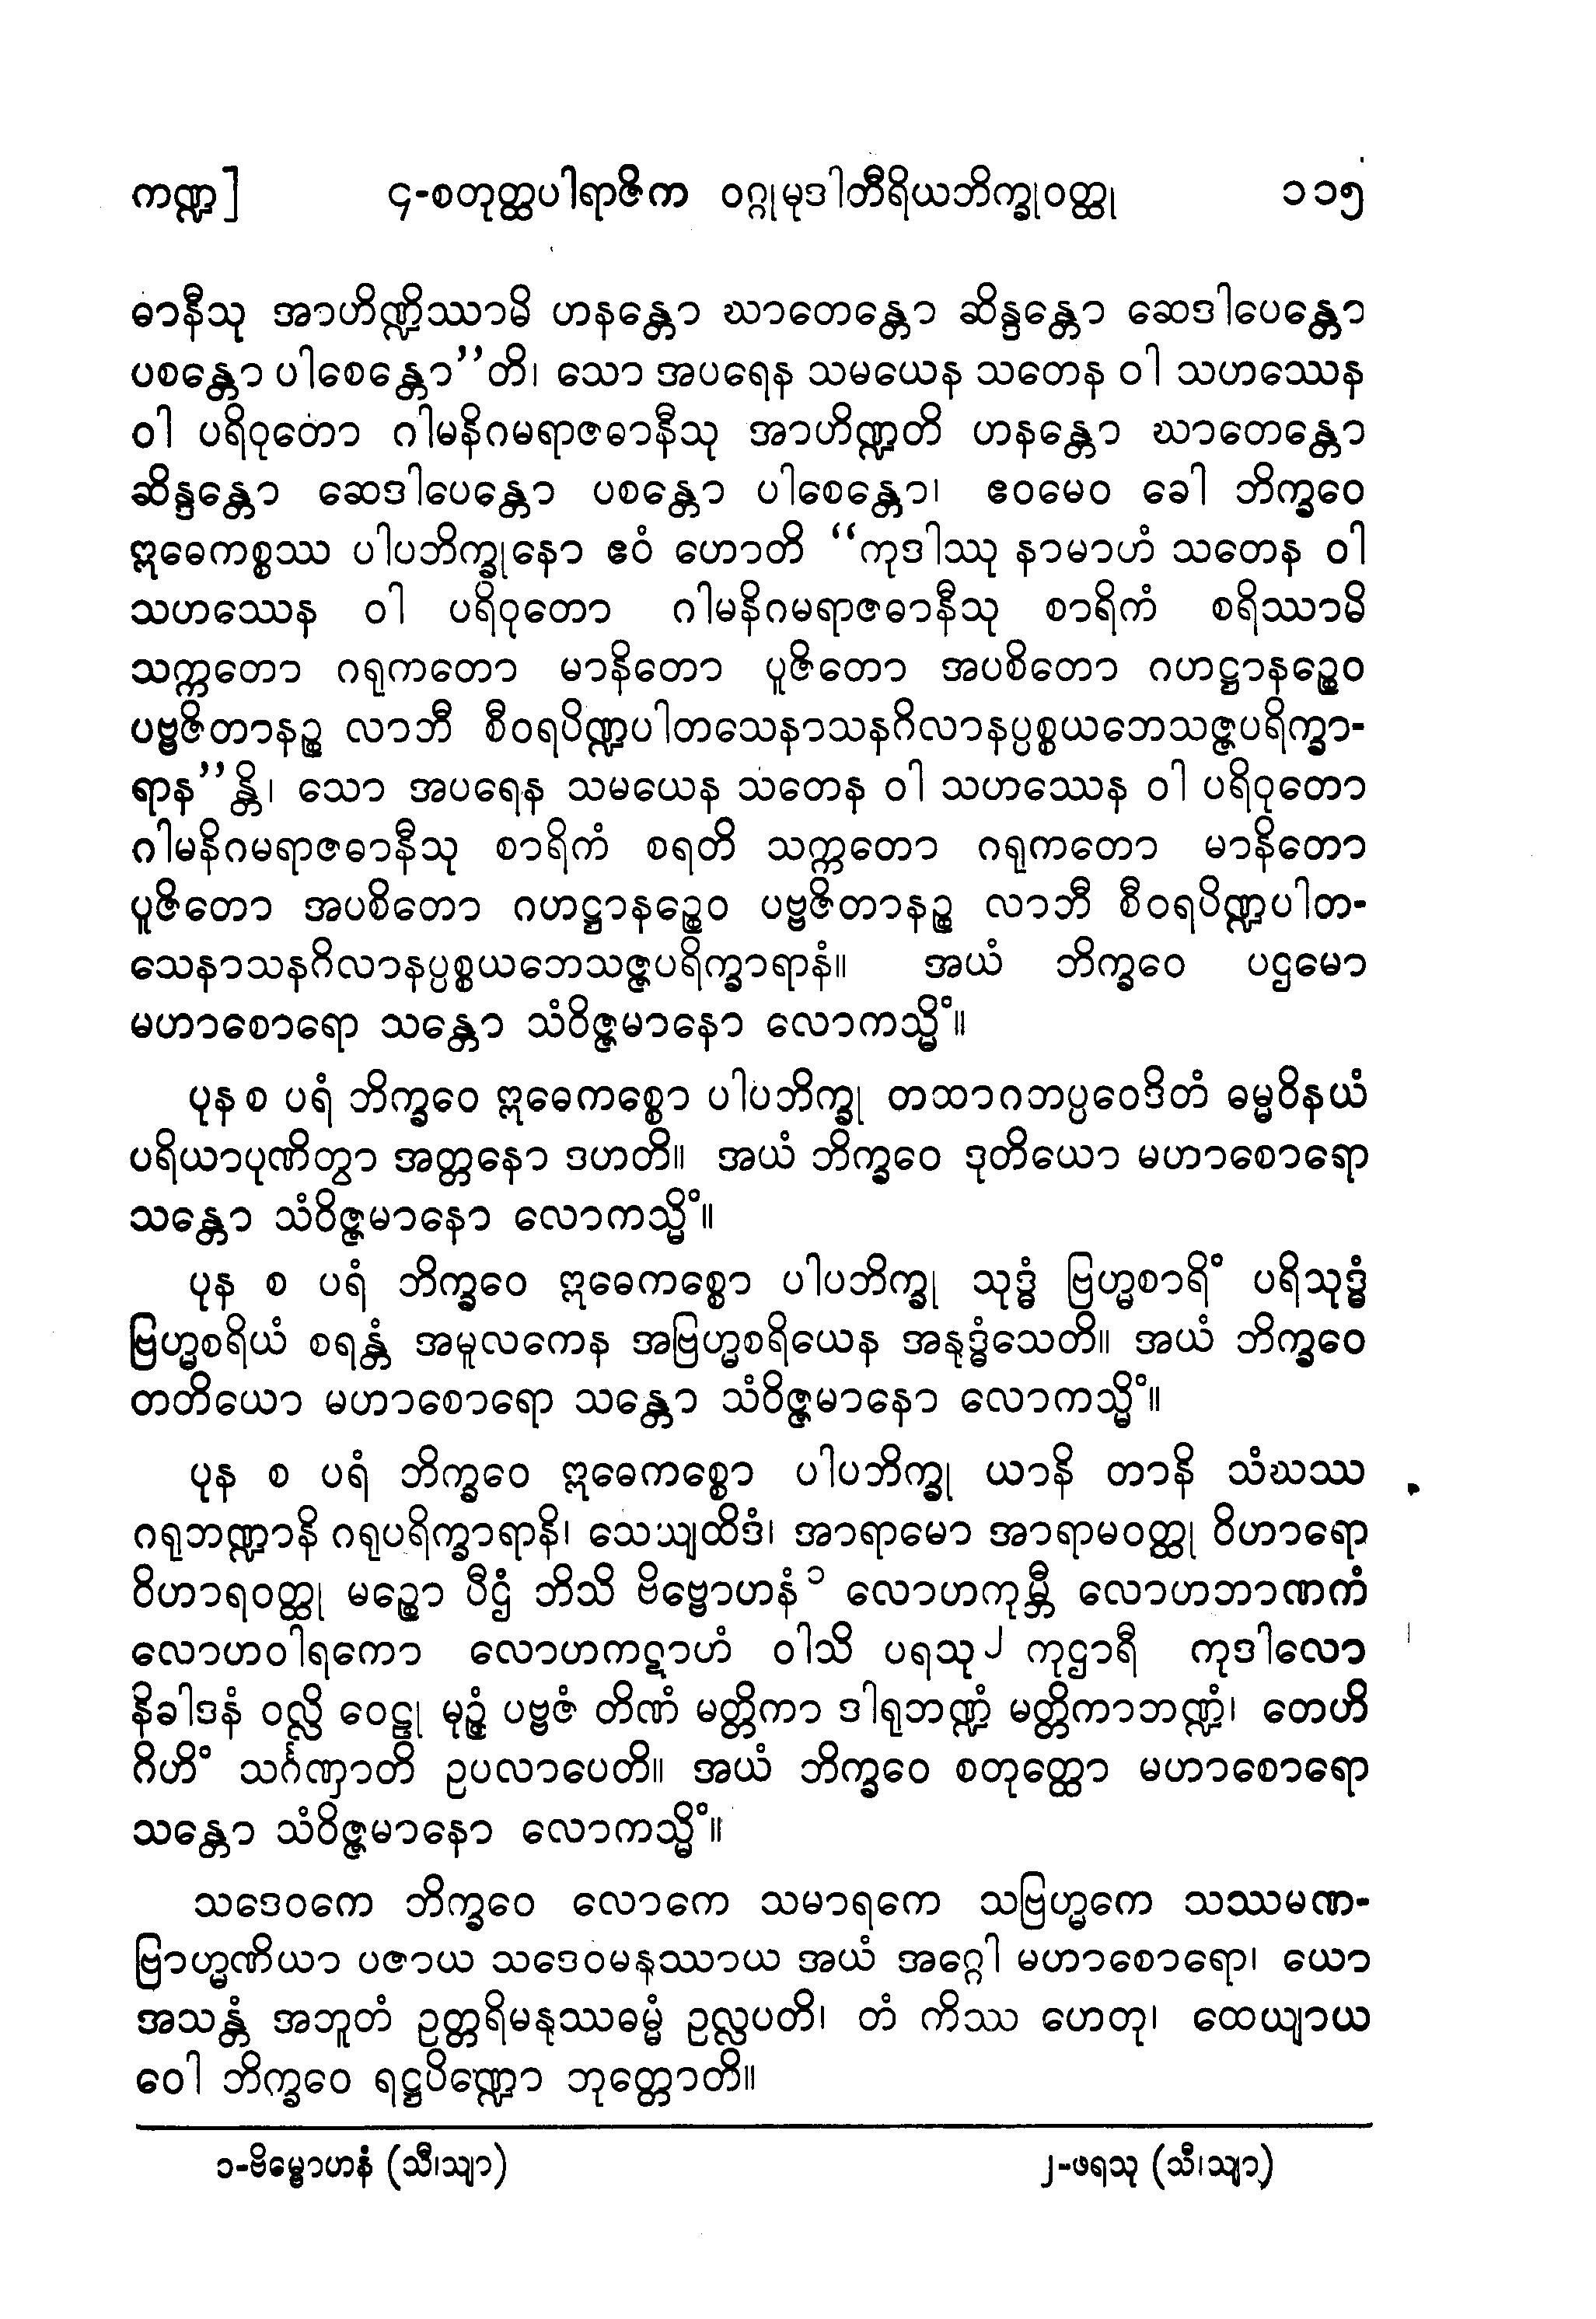 ကဏ္ဍ] ၄-စတုတ္ထပါရာဇိက ဝဂ္ဂုမုဒါတီရိယဘိက္ခုဝတ္ထု ၁၁၅
ဓာနီသု အာဟိဏ္ဍိဿာမိ ဟနန္တော ဃာတေန္တော ဆိန္ဒန္တော ဆေဒါပေန္တော
ပစန္တော ပါစေန္တော”တိ၊ သော အပရေန သမယေန သတေန ဝါ သဟဿေန
ဝါ ပရိဝုတော ဂါမနိဂမရာဇဓာနီသု အာဟိဏ္ဍတိ ဟနန္တော ဃာတေန္တော
ဆိန္ဒန္တော ဆေဒါပေန္တော ပစန္တော ပါစေန္တော၊ ဧဝမေဝ ခေါ ဘိက္ခဝေ
ဣဓေကစ္စဿ ပါပဘိက္ခုနော ဧဝံ ဟောတိ “ကုဒါဿု နာမာဟံ သတေန ဝါ
သဟဿေန ဝါ ပရိဝုတော ဂါမနိဂမရာဇဓာနီသု စာရိကံ စရိဿာမိ
သက္ကတော ဂရုကတော မာနိတော ပူဇိတော အပစိတော ဂဟဋ္ဌာနဉ္စေဝ
ပဗ္ဗဇိတာနဉ္စ လာဘီ စီဝရပိဏ္ဍပါတသေနာသနဂိလာနပ္ပစ္စယဘေသဇ္ဇပရိက္ခာ-
ရာန”န္တိ၊ သော အပရေန သမယေန သတေန ဝါ သဟဿေန ဝါ ပရိဝုတော
ဂါမနိဂမရာဇဓာနီသု စာရိကံ စရတိ သက္ကတော ဂရုကတော မာနိတော
ပူဇိတော အပစိတော ဂဟဋ္ဌာနဉ္စေဝ ပဗ္ဗဇိတာနဉ္စ လာဘီ စီဝရပိဏ္ဍပါတ-
သေနာသနဂိလာနပ္ပစ္စယဘေသဇ္ဇပရိက္ခာရာနံ။ အယံ ဘိက္ခဝေ ပဌမော
မဟာစောရော သန္တော သံဝိဇ္ဇမာနော လောကသ္မိံ။
ပုန စ ပရံ ဘိက္ခဝေ ဣဓေကစ္စော ပါပဘိက္ခု တထာဂတပ္ပဝေဒိတံ ဓမ္မဝိနယံ
ပရိယာပုဏိတွာ အတ္တနော ဒဟတိ။ အယံ ဘိက္ခဝေ ဒုတိယော မဟာစောရော
သန္တော သံဝိဇ္ဇမာနော လောကသ္မိံ။
ပုန စ ပရံ ဘိက္ခဝေ ဣဓေကစ္စော ပါပဘိက္ခု သုဒ္ဓံ ဗြဟ္မစာရိံ ပရိသုဒ္ဓံ
ဗြဟ္မစရိယံ စရန္တံ အမူလကေန အဗြဟ္မစရိယေန အနုဒ္ဓံသေတိ။ အယံ ဘိက္ခဝေ
တတိယော မဟာစောရော သန္တော သံဝိဇ္ဇမာနော လောကသ္မိံ။
ပုန စ ပရံ ဘိက္ခဝေ ဣဓေကစ္စော ပါပဘိက္ခု ယာနိ တာနိ သံဃဿ
ဂရုဘဏ္ဍာနိ ဂရုပရိက္ခာရာနိ၊ သေယျထိဒံ၊ အာရာမော အာရာမဝတ္ထု ဝိဟာရော
ဝိဟာရဝတ္ထု မဉ္စော ပီဌံ ဘိသိ ဗိဗ္ဗောဟနံ၁ လောဟကုမ္ဘီ လောဟဘာဏကံ
လောဟဝါရကော လောဟကဋာဟံ ဝါသိ ပရသု၂ ကုဌာရီ ကုဒါလော
နိခါဒနံ ဝလ္လိ ဝေဠု မုဉ္ဇံ ပဗ္ဗဇံ တိဏံ မတ္တိကာ ဒါရုဘဏ္ဍံ မတ္တိကာဘဏ္ဍံ၊ တေဟိ
ဂိဟိံ သင်္ဂဏှာတိ ဥပလာပေတိ။ အယံ ဘိက္ခဝေ စတုတ္ထော မဟာစောရော
သန္တော သံဝိဇ္ဇမာနော လောကသ္မိံ။
သဒေဝကေ ဘိက္ခဝေ လောကေ သမာရကေ သဗြဟ္မကေ သဿမဏ-
ဗြာဟ္မဏိယာ ပဇာယ သဒေဝမနုဿာယ အယံ အဂ္ဂေါ မဟာစောရော၊ ယော
အသန္တံ အဘူတံ ဥတ္တရိမနုဿဓမ္မံ ဥလ္လပတိ၊ တံ ကိဿ ဟေတု၊ ထေယျာယ
ဝေါ ဘိက္ခဝေ ရဋ္ဌပိဏ္ဍော ဘုတ္တောတိ။
၁-ဗိမ္ဗောဟနံ (သီ၊သျာ) ၂-ဖရသု (သီ၊သျာ)